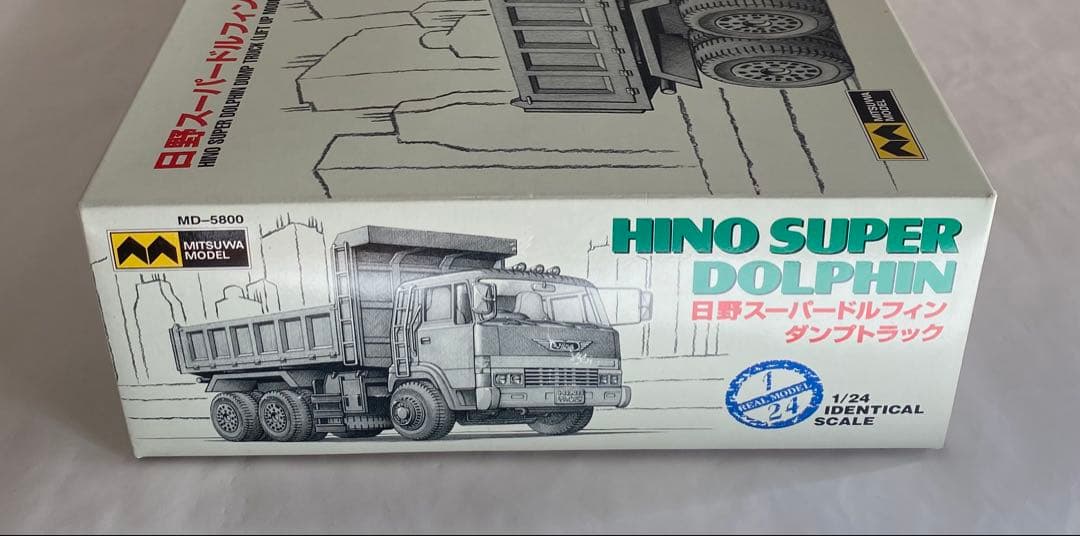 日野スーパードルフィン
HINO SUPER DOLPHIN DUMP TRUCK (LIFT UP
MITSUWA
MODEL
MD-5800
MITSUWA
MODEL
HINO SUPER
DOLPHIN
日野スーパードルフィン
ダンプトラック
1
REAL MODEL
24
1/24
IDENTICAL
SCALE